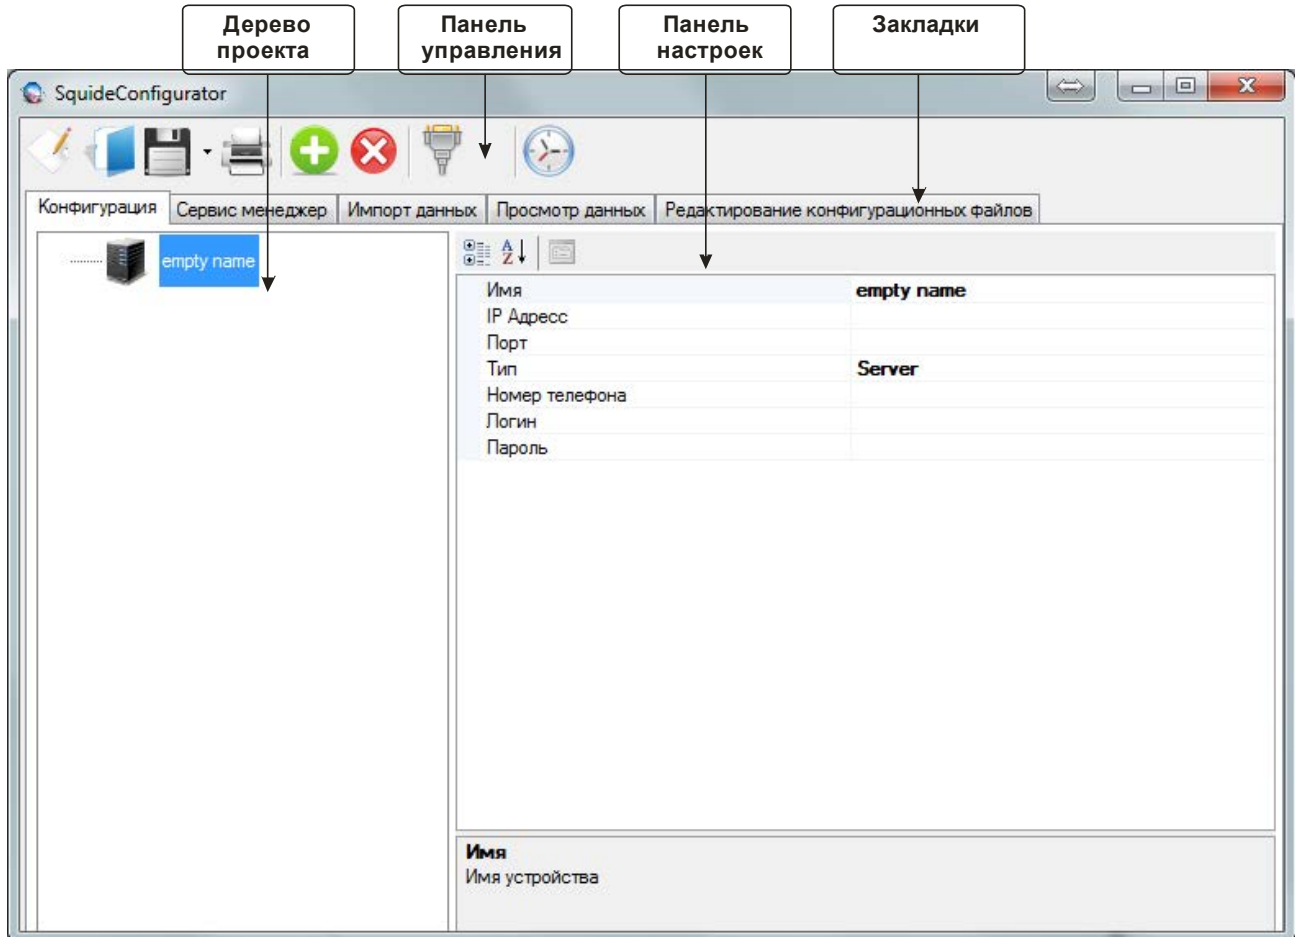 Дерево
проекта
Панель
управления
Панель
настроек
Закладки
SquideConfigurator
Конфигурация Сервис менеджер Импорт данных Просмотр данных Редактирование конфигурационных файлов
empty name
A
Z
Имя empty name
IP Адресс
Порт
Тип Server
Номер телефона
Логин
Пароль
Имя
Имя устройства